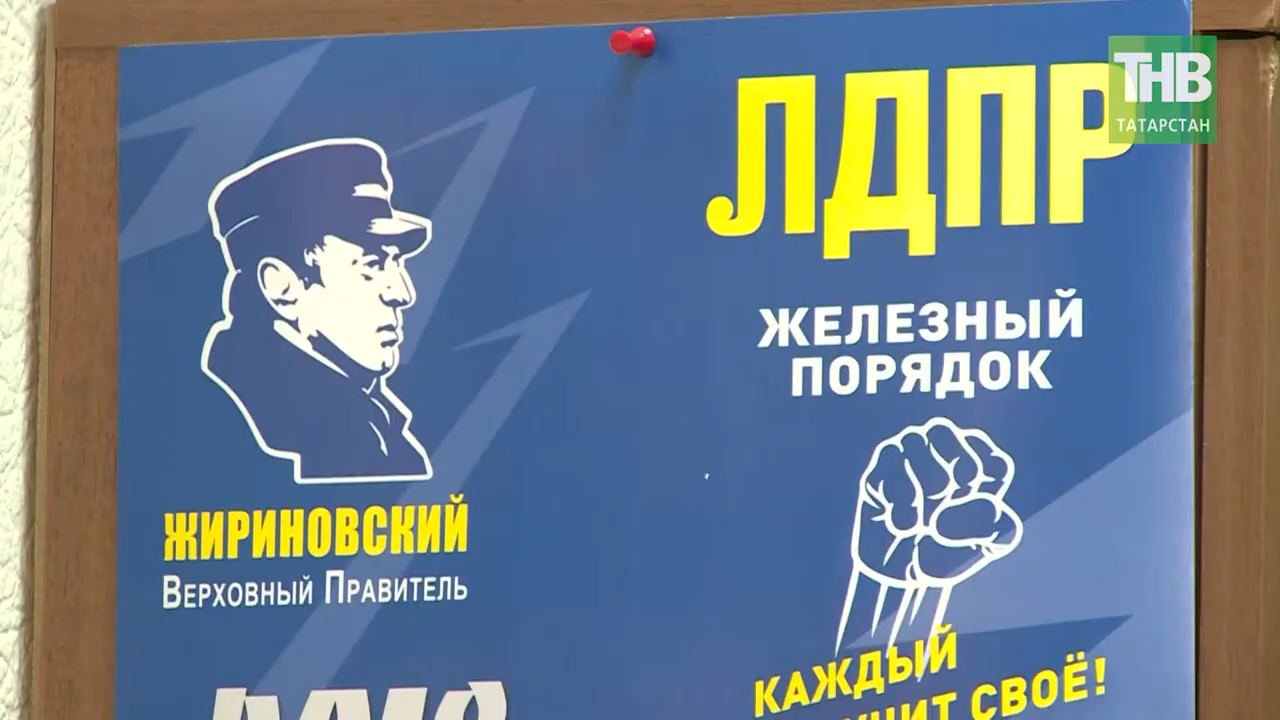 ТНВ
ТАТАРСТАН
ЛДПР
ЖЕЛЕЗНЫЙ
ПОРЯДОК
ЖИРИНОВСКИЙ
Верховный Правитель
КАЖДЫЙ
СВОЁ!